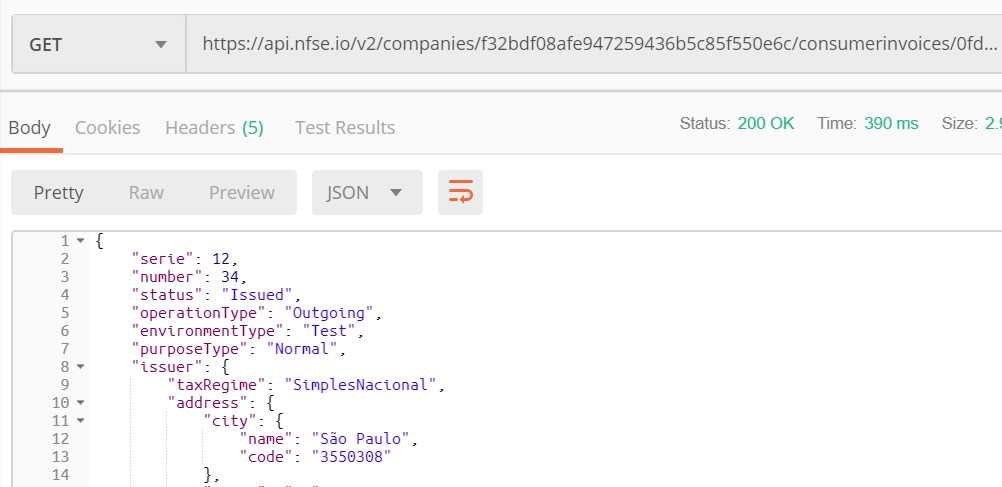 GET https://api.nfse.io/v2/companies/f32bdf08afe947259436b5c85f550e6c/consumerinvoices/0fd...
Body Cookies Headers (5) Test Results Status: 200 OK Time: 390 ms Size: 2.9
Pretty Raw Preview JSON
1 {
2 "serie": 12,
3 "number": 34,
4 "status": "Issued",
5 "operationType": "Outgoing",
6 "environmentType": "Test",
7 "purposeType": "Normal",
8 "issuer": {
9 "taxRegime": "SimplesNacional",
10 "address": {
11 "city": {
12 "name": "São Paulo",
13 "code": "3550308"
14 },